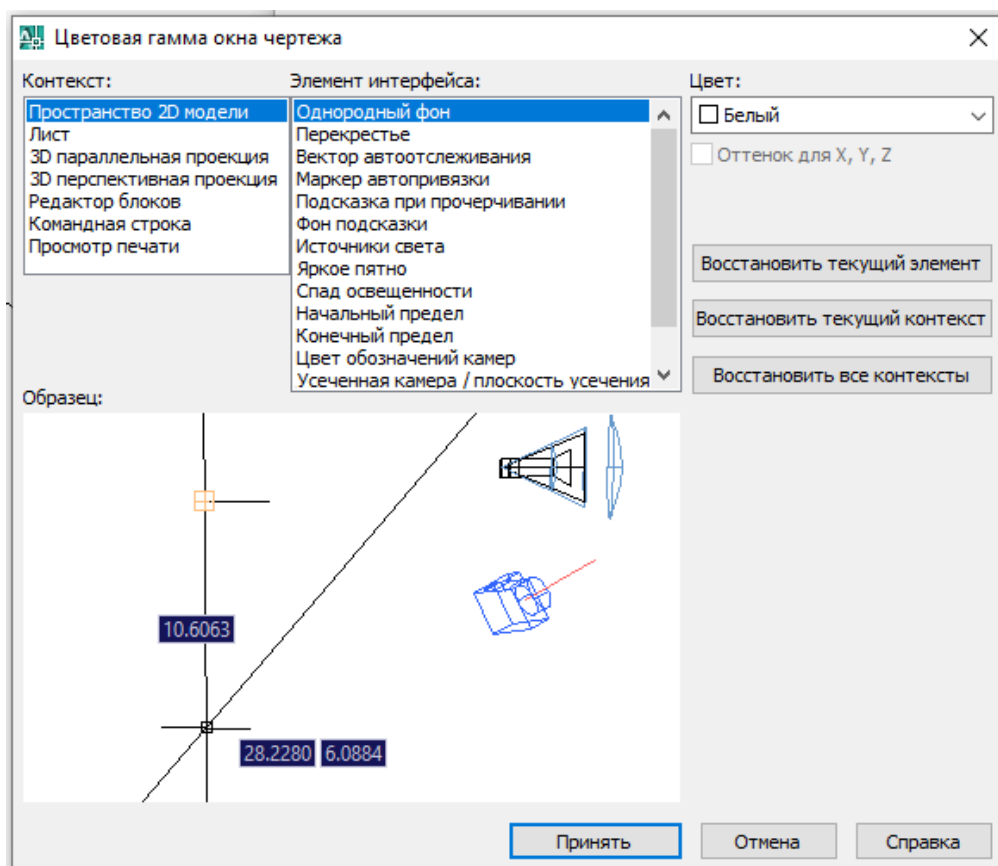 Цветовая гамма окна чертежа
Контекст:
Элемент интерфейса:
Цвет:
Пространство 2D модели
Лист
3D параллельная проекция
3D перспективная проекция
Редактор блоков
Командная строка
Просмотр печати
Однородный фон
Перекрестье
Вектор автоотслеживания
Маркер автопривязки
Подсказка при прочерчивании
Фон подсказки
Источники света
Яркое пятно
Спад освещенности
Начальный предел
Конечный предел
Цвет обозначений камер
Усеченная камера / плоскость усечения
Белый
Оттенок для X, Y, Z
Восстановить текущий элемент
Восстановить текущий контекст
Восстановить все контексты
Образец:
10.6063
28.2280 6.0884
Принять
Отмена
Справка